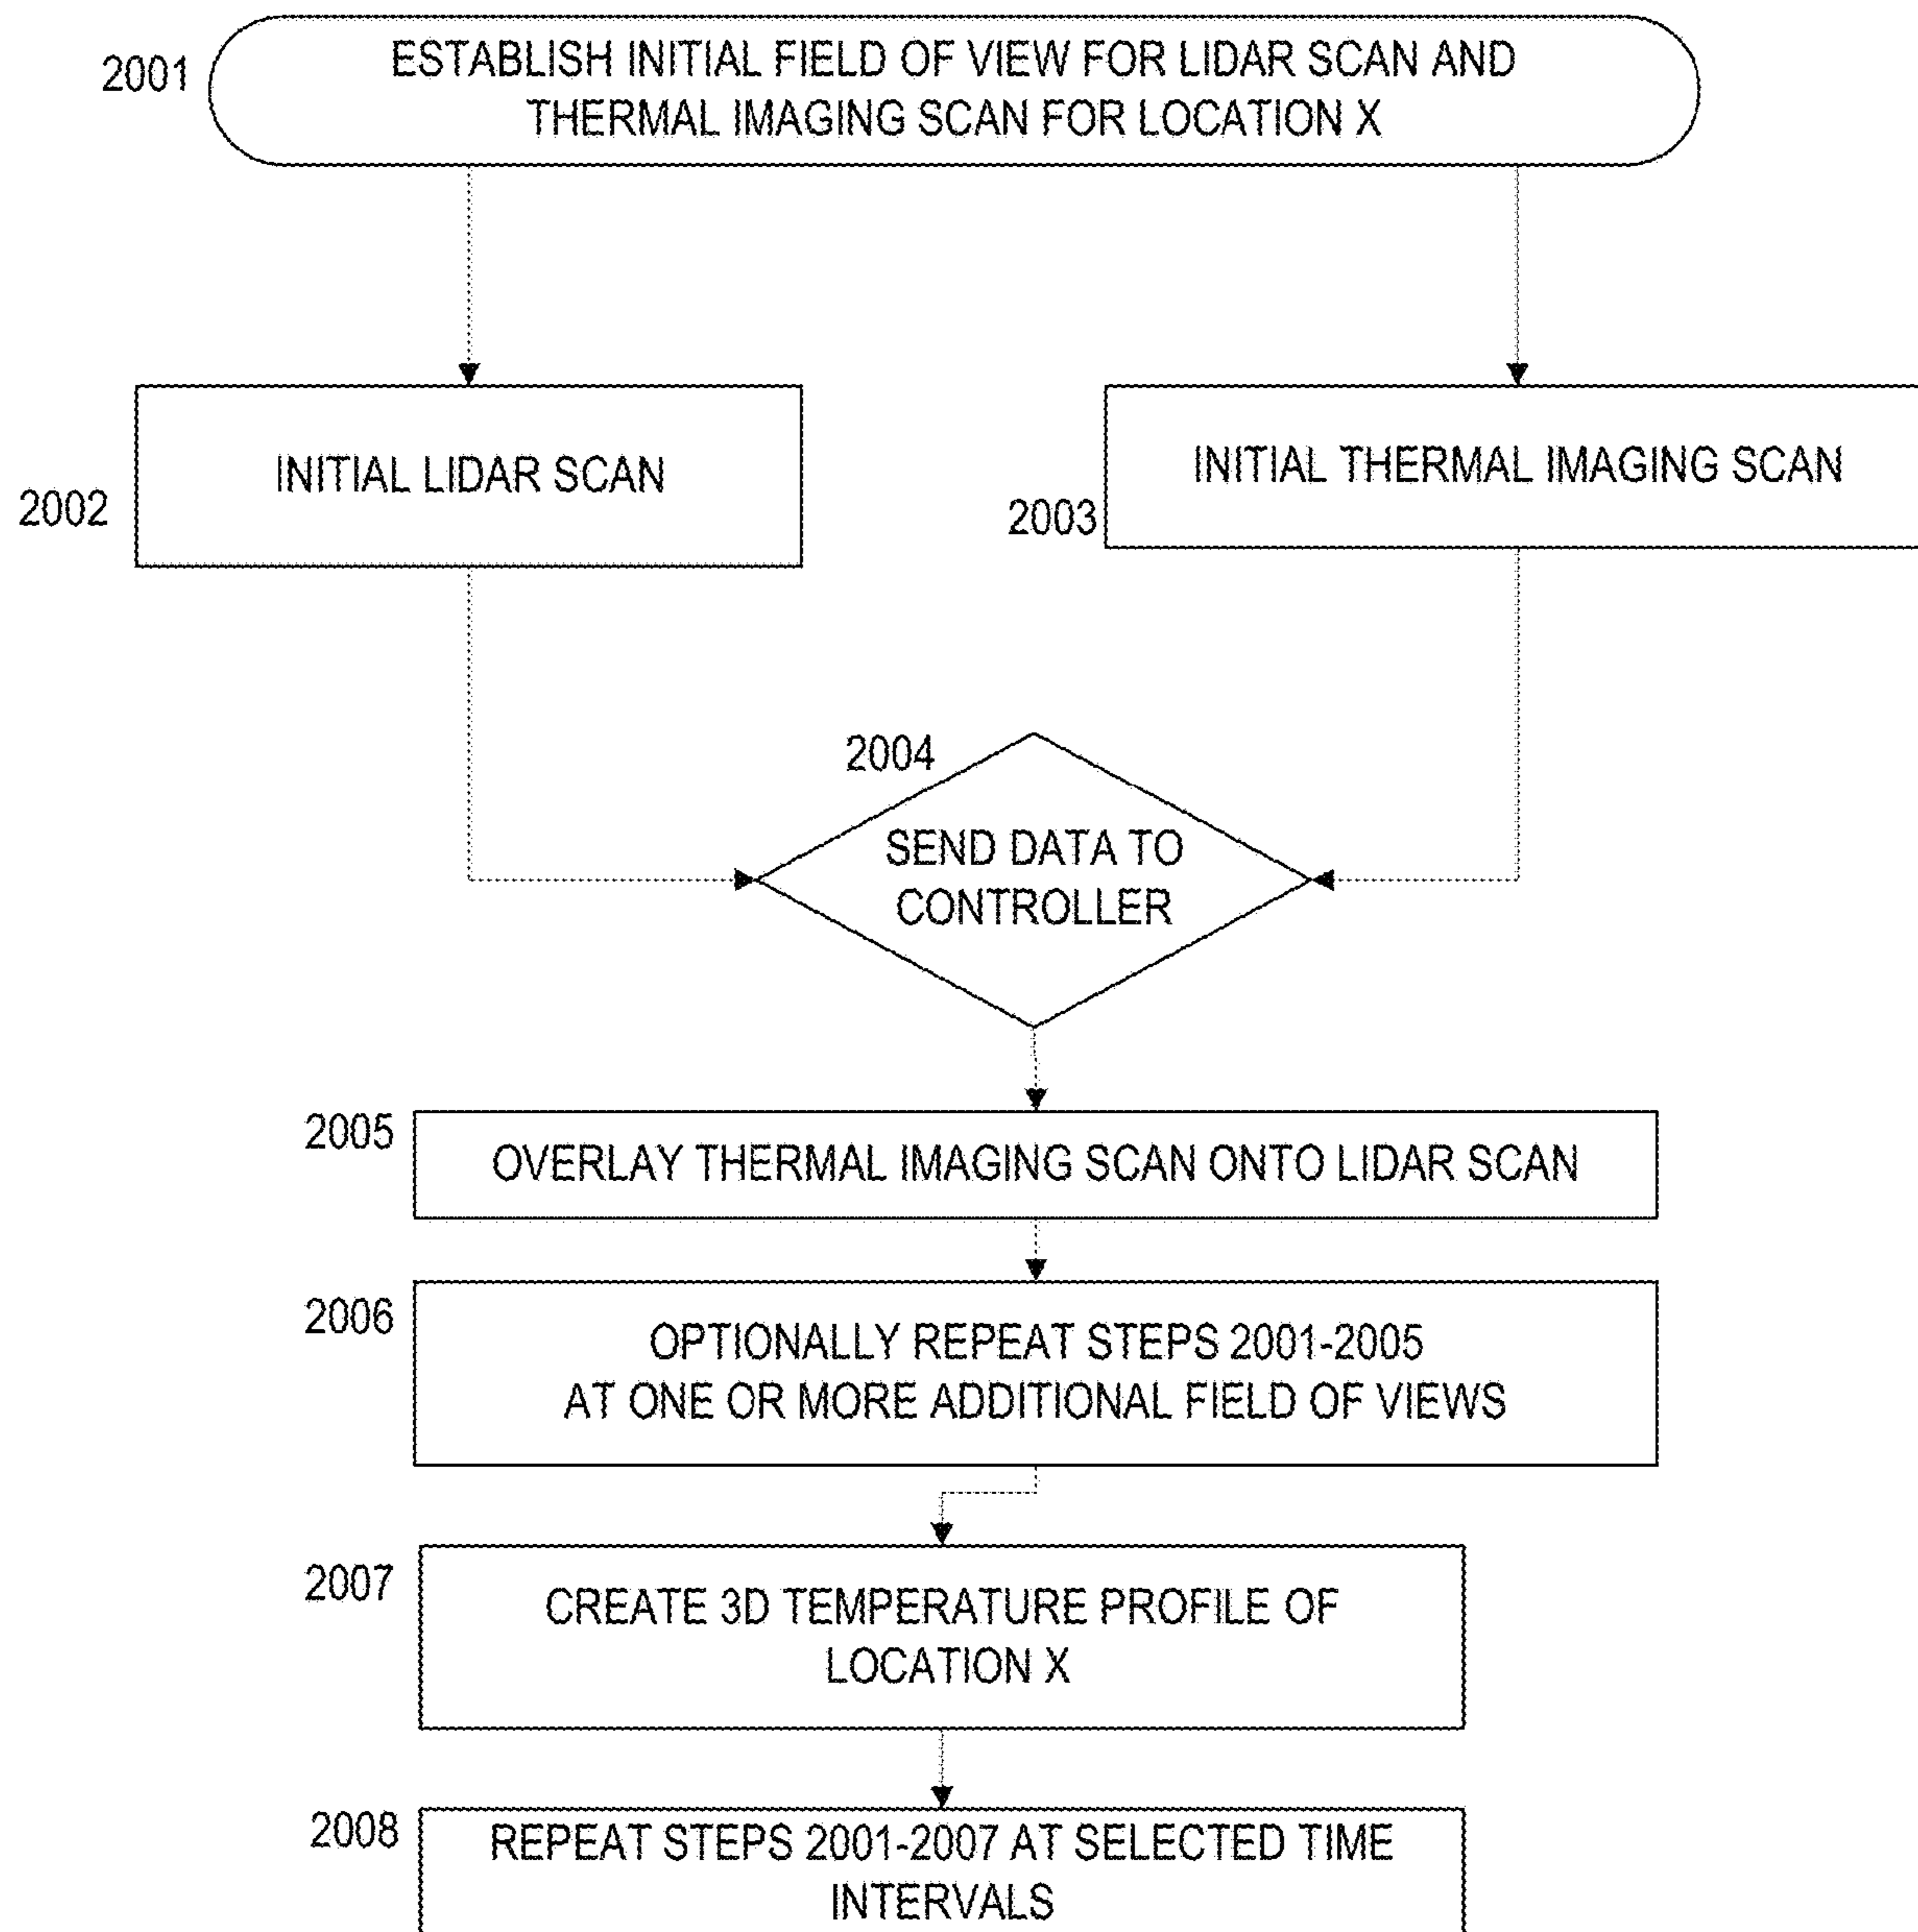 2001
ESTABLISH INITIAL FIELD OF VIEW FOR LIDAR SCAN AND
THERMAL IMAGING SCAN FOR LOCATION X
INITIAL LIDAR SCAN
2002
INITIAL THERMAL IMAGING SCAN
2003
2004
SEND DATA TO
CONTROLLER
2005
OVERLAY THERMAL IMAGING SCAN ONTO LIDAR SCAN
2006
OPTIONALLY REPEAT STEPS 2001-2005
AT ONE OR MORE ADDITIONAL FIELD OF VIEWS
2007
CREATE 3D TEMPERATURE PROFILE OF
LOCATION X
2008
REPEAT STEPS 2001-2007 AT SELECTED TIME
INTERVALS